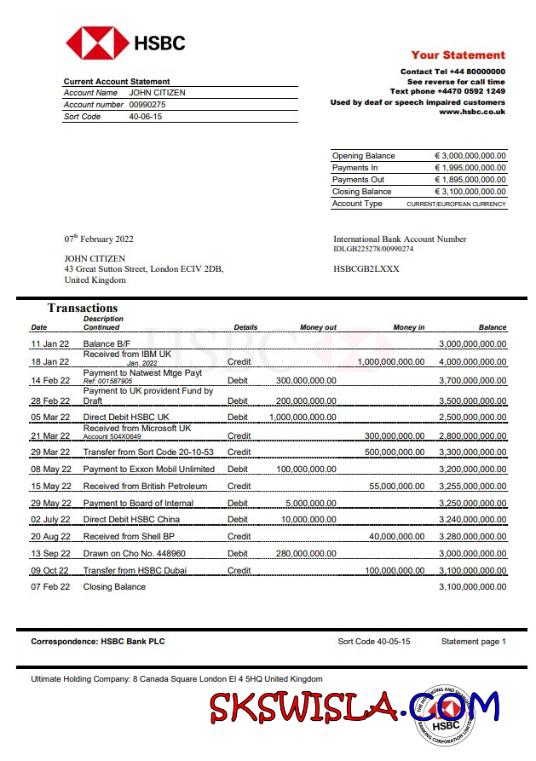 HSBC
Your Statement
Contact Tel +44 80000000
See reverse for call time
Text phone +4470 0592 1249
Used by deaf or speech impaired customers
www.hsbc.co.uk
Current Account Statement
Account Name JOHN CITIZEN
Account number 00990275
Sort Code 40-06-15
Opening Balance € 3,000,000,000.00
Payments In € 1,995,000,000.00
Payments Out € 1,895,000,000.00
Closing Balance € 3,100,000,000.00
Account Type CURRENT/EUROPEAN CURRENCY
07th February 2022
JOHN CITIZEN
43 Great Sutton Street, London ECIV 2DB,
United Kingdom
International Bank Account Number
IDLGB225278/00990274
HSBCGB2LXXX
Transactions
Date Description Continued Details Money out Money in Balance
11 Jan 22 Balance B/F 3,000,000,000.00
18 Jan 22 Received from IBM UK Jan. 2022 Credit 1,000,000,000.00 4,000,000,000.00
14 Feb 22 Payment to Natwest Mtge Payt Ref: 001587905 Debit 300,000,000.00 3,700,000,000.00
28 Feb 22 Payment to UK provident Fund by Draft Debit 200,000,000.00 3,500,000,000.00
05 Mar 22 Direct Debit HSBC UK Debit 1,000,000,000.00 2,500,000,000.00
21 Mar 22 Received from Microsoft UK Account 504X0649 Credit 300,000,000.00 2,800,000,000.00
29 Mar 22 Transfer from Sort Code 20-10-53 Credit 500,000,000.00 3,300,000,000.00
08 May 22 Payment to Exxon Mobil Unlimited Debit 100,000,000.00 3,200,000,000.00
15 May 22 Received from British Petroleum Credit 55,000,000.00 3,255,000,000.00
29 May 22 Payment to Board of Internal Debit 5,000,000.00 3,250,000,000.00
02 July 22 Direct Debit HSBC China Debit 10,000,000.00 3.240,000,000.00
20 Aug 22 Received from Shell BP Credit 40,000,000.00 3.280,000,000.00
13 Sep 22 Drawn on Cho No. 448960 Debit 280,000,000.00 3,000,000,000.00
09 Oct 22 Transfer from HSBC Dubai Credit 100,000,000.00 3,100,000,000.00
07 Feb 22 Closing Balance 3,100,000,000.00
Correspondence: HSBC Bank PLC Sort Code 40-05-15 Statement page 1
Ultimate Holding Company: 8 Canada Square London El 4 5HQ United Kingdom
SKSWISLA.COM
HSBC